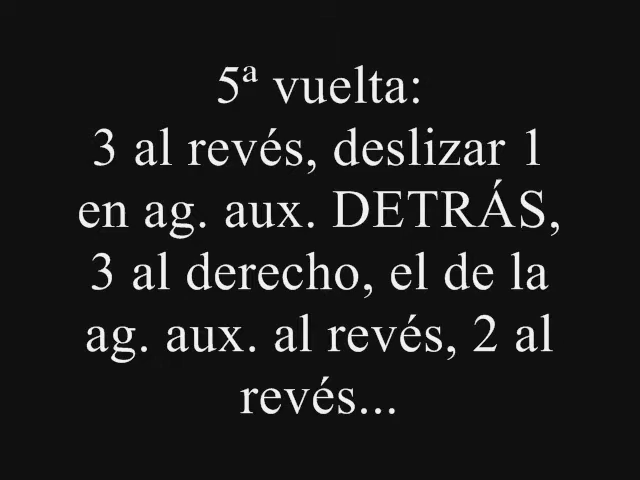 5ª vuelta:
3 al revés, deslizar 1
en ag. aux. DETRÁS,
3 al derecho, el de la
ag. aux. al revés, 2 al
revés...